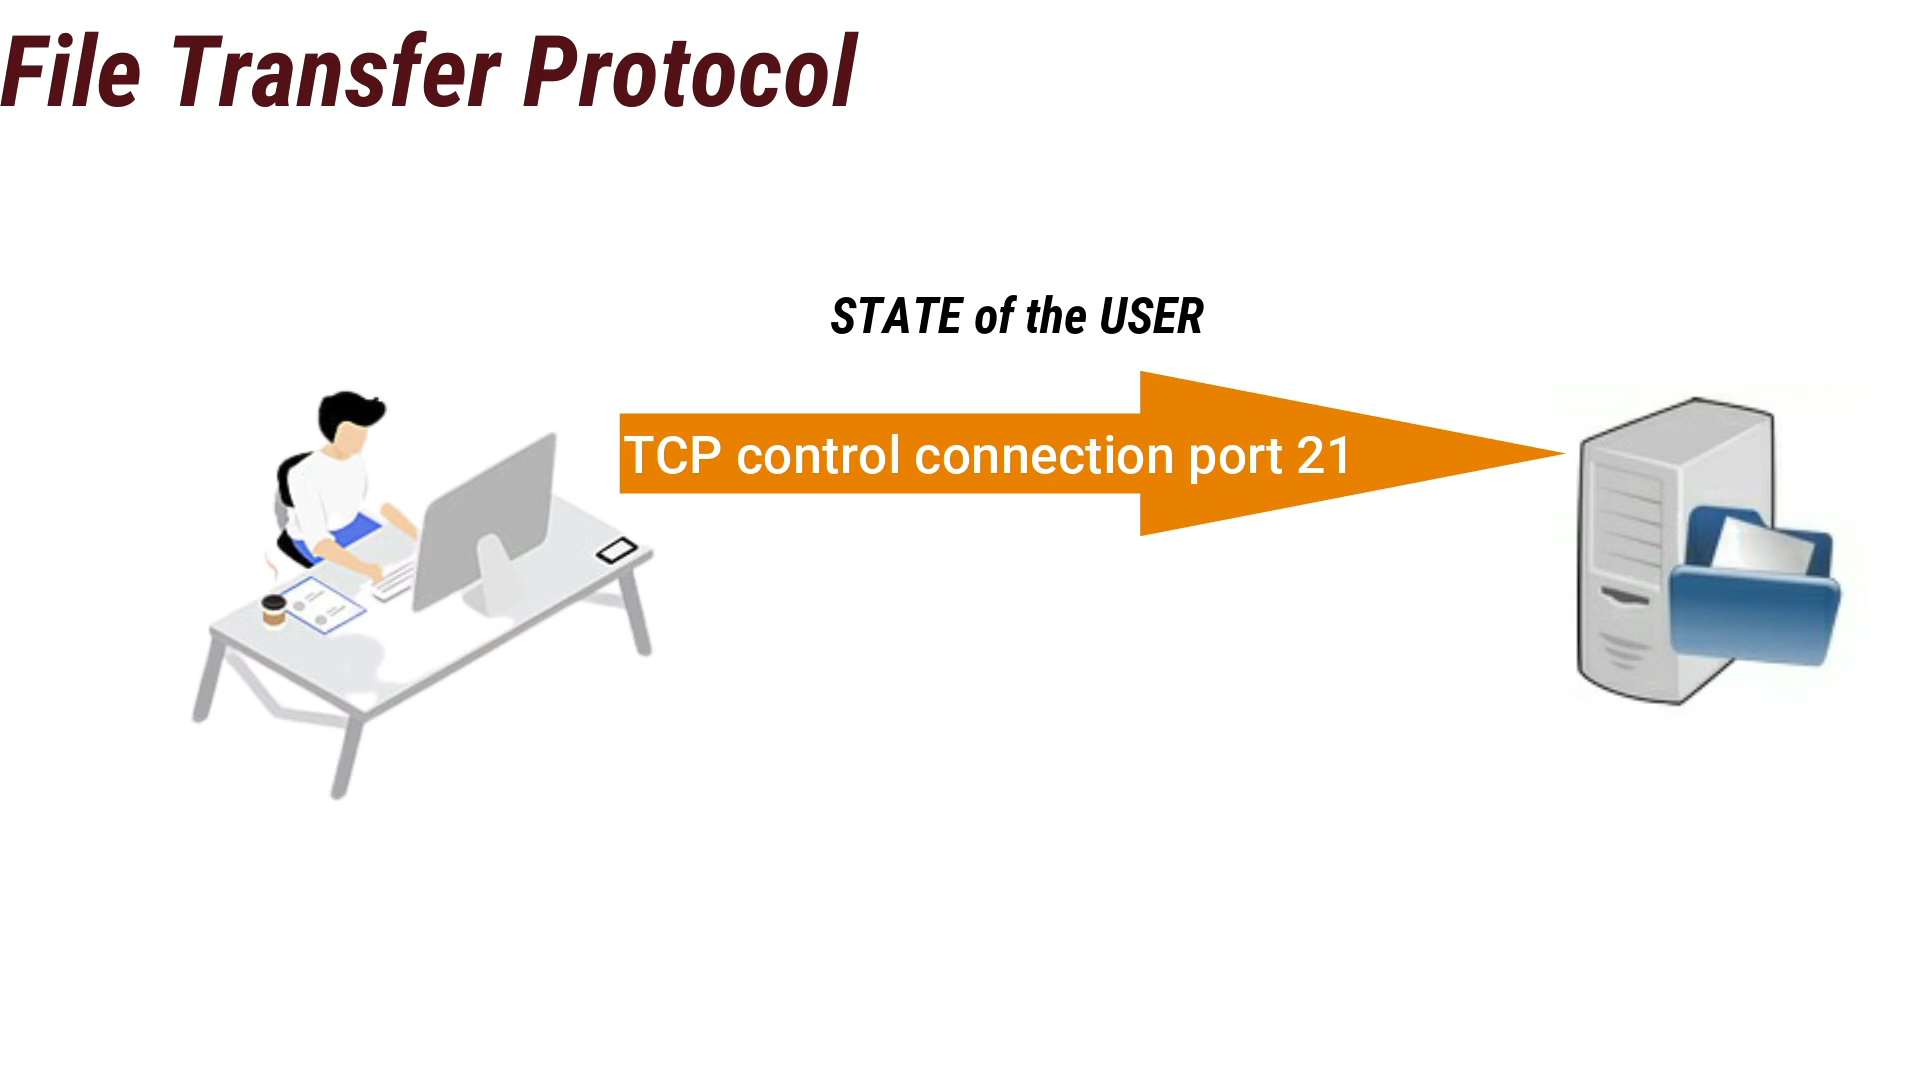 File Transfer Protocol
STATE of the USER
TCP control connection port 21